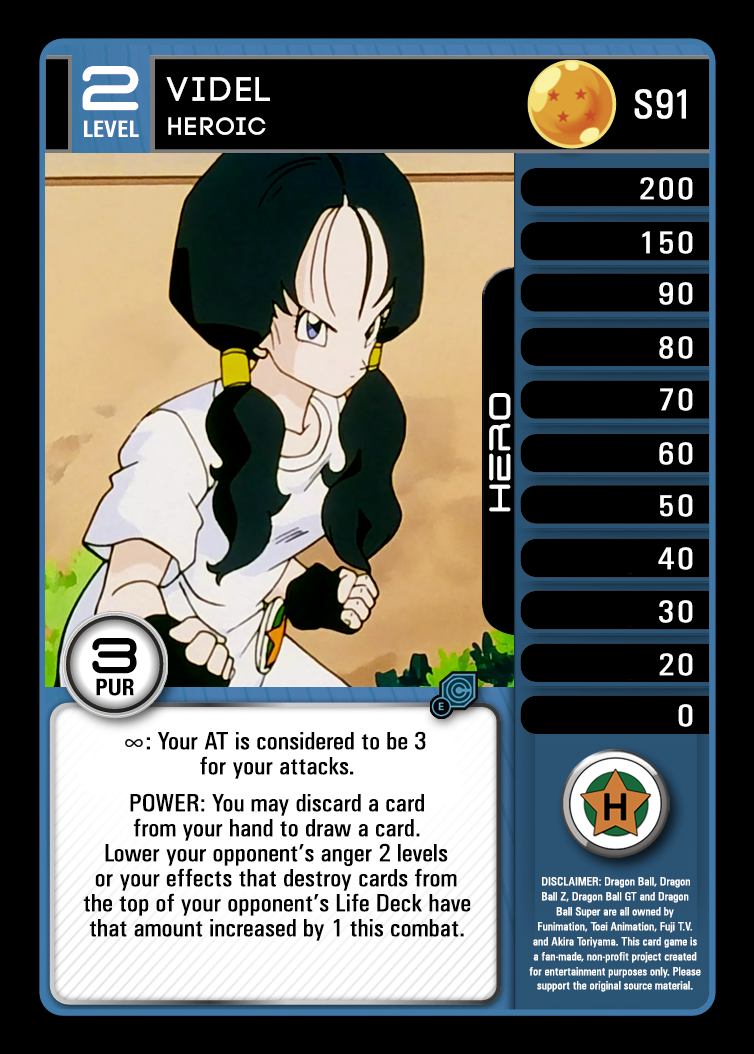 2
LEVEL
VIDEL
HEROIC
S91
200
150
90
80
70
60
50
40
30
20
0
HERO
3
PUR
E
∞: Your AT is considered to be 3
for your attacks.
POWER: You may discard a card
from your hand to draw a card.
Lower your opponent's anger 2 levels
or your effects that destroy cards from
the top of your opponent's Life Deck have
that amount increased by 1 this combat.
H
DISCLAIMER: Dragon Ball, Dragon
Ball Z, Dragon Ball GT and Dragon
Ball Super are all owned by
Funimation, Toei Animation, Fuji T.V.
and Akira Toriyama. This card game is
a fan-made, non-profit project created
for entertainment purposes only. Please
support the original source material.